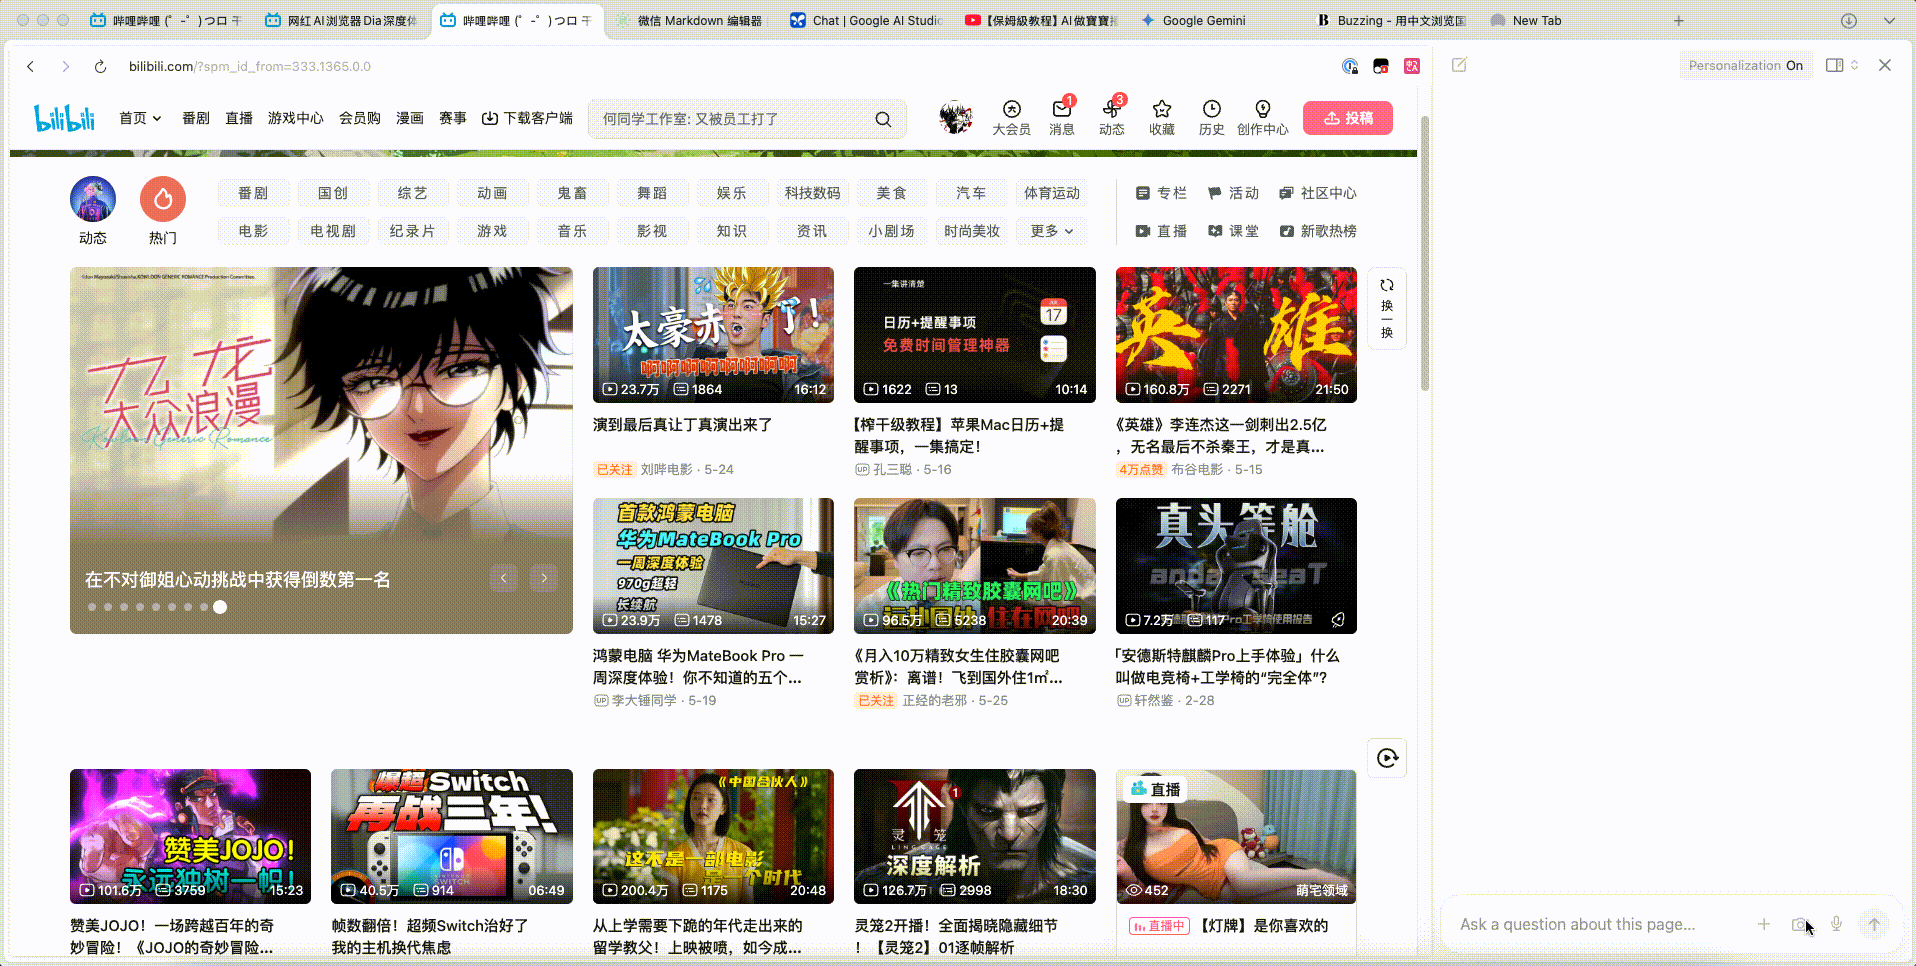 哔哩哔哩 (゜-゜)つロ 干
网红AI浏览器Dia深度体
哔哩哔哩 (゜-゜)つロ 干
微信 Markdown 编辑器
Chat | Google AI Studio
【保姆級教程】AI做寶寶
Google Gemini
Buzzing - 用中文浏览国
New Tab
bilibili.com/?spm_id_from=333.1365.0.0
Personalization On
bilibili
首页 番剧 直播 游戏中心 会员购 漫画 赛事 下载客户端
何同学工作室: 又被员工打了
大会员
1
消息
3
动态
收藏
历史
创作中心
投稿
动态
热门
番剧 国创 综艺 动画 鬼畜 舞蹈 娱乐 科技数码 美食 汽车 体育运动
专栏 活动 社区中心
电影 电视剧 纪录片 游戏 音乐 影视 知识 资讯 小剧场 时尚美妆 更多
直播 课堂 新歌热榜
九龙
大众浪漫
Kowloon Generic Romance
在不对御姐心动挑战中获得倒数第一名
太豪赤了!
啊啊啊啊啊啊啊啊
23.7万 1864 16:12
演到最后真让丁真演出来了
已关注 刘哔电影 · 5-24
一集讲清楚
日历+提醒事项
免费时间管理神器
17
1622 13 10:14
【榨干级教程】苹果Mac日历+提
醒事项，一集搞定！
UP 孔三聪 · 5-16
英雄
160.8万 2271 21:50
《英雄》李连杰这一剑刺出2.5亿
，无名最后不杀秦王，才是真...
4万点赞 布谷电影 · 5-15
换一换
首款鸿蒙电脑
华为MateBook Pro
一周深度体验
970g超轻
长续航
23.9万 1478 15:27
鸿蒙电脑 华为MateBook Pro 一
周深度体验！你不知道的五个...
UP 李大锤同学 · 5-19
《热门精致胶囊网吧》
96.5万 5238 20:39
《月入10万精致女生住胶囊网吧
赏析》：离谱！飞到国外住1㎡...
已关注 正经的老邪 · 5-25
真头等舱
anda seaT
7.2万 117
「安德斯特麒麟Pro上手体验」什么
叫做电竞椅+工学椅的“完全体”?
UP 轩然鉴 · 2-28
赞美JOJO!
永远独树一帜!
101.6万 3759 15:23
赞美JOJO！一场跨越百年的奇
妙冒险！《JOJO的奇妙冒险...
爆超Switch
再战三年!
40.5万 914 06:49
帧数翻倍！超频Switch治好了
我的主机换代焦虑
《中国合伙人》
这不是一部电影
是一个时代
200.4万 1175 20:48
从上学需要下跪的年代走出来的
留学教父！上映被喷，如今成...
灵笼
LING CAGE
1
深度解析
126.7万 2998 18:30
灵笼2开播！全面揭晓隐藏细节
！【灵笼2】01逐帧解析
直播
452 萌宅领域
直播中 【灯牌】是你喜欢的
Ask a question about this page...